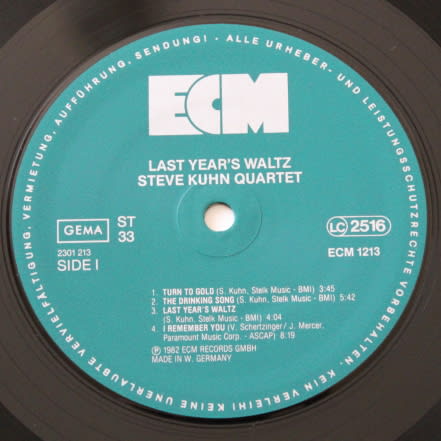 KEINE UNERLAUBTE VERVIELFÄLTIGUNG, VERMIETUNG, AUFFÜHRUNG, SENDUNG! - ALLE URHEBER- UND LEISTUNGSSCHUTZRECHTE VORBEHALTEN. KEIN VERLEIH!
ECM
LAST YEAR'S WALTZ
STEVE KUHN QUARTET
GEMA
ST
33
LC 2516
2301 213
SIDE I
ECM 1213
1. TURN TO GOLD (S. Kuhn, Stelk Music - BMI) 3:45
2. THE DRINKING SONG (S. Kuhn, Stelk Music - BMI) 5:42
3. LAST YEAR'S WALTZ
(S. Kuhn, Stelk Music - BMI) 4:04
4. I REMEMBER YOU (V. Schertzinger / J. Mercer,
Paramount Music Corp. - ASCAP) 8:19
Ⓟ 1982 ECM RECORDS GMBH
MADE IN W. GERMANY